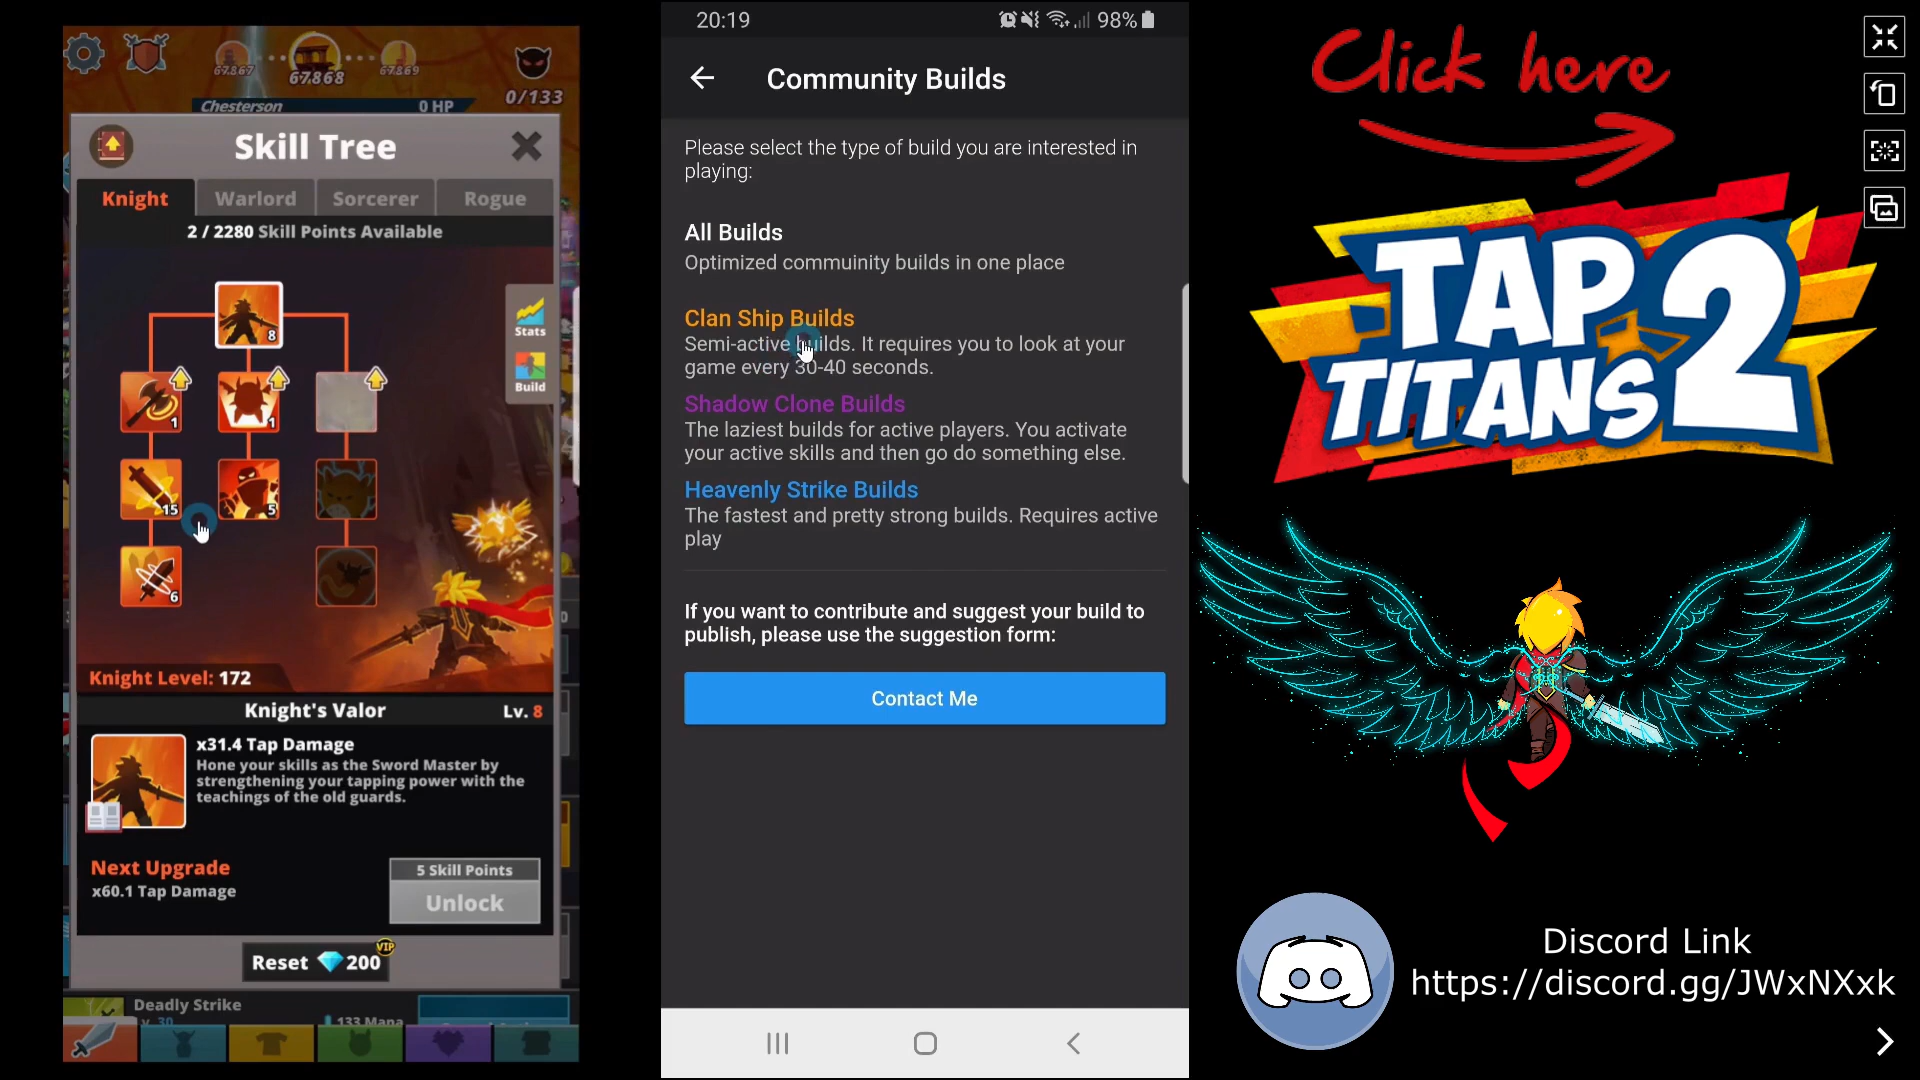 67.867
67.868
67.869
0/133
Chesterson 0 HP
Skill Tree
Knight Warlord Sorcerer Rogue
2 / 2280 Skill Points Available
8
Stats
Build
1
1
15
5
6
Knight Level: 172
Knight's Valor Lv. 8
x31.4 Tap Damage
Hone your skills as the Sword Master by
strengthening your tapping power with the
teachings of the old guards.
Next Upgrade
x60.1 Tap Damage
5 Skill Points
Unlock
VIP
Reset 200
Deadly Strike
133 Mana
20:19
98%
Community Builds
Please select the type of build you are interested in
playing:
All Builds
Optimized commuinity builds in one place
Clan Ship Builds
Semi-active builds. It requires you to look at your
game every 30-40 seconds.
Shadow Clone Builds
The laziest builds for active players. You activate
your active skills and then go do something else.
Heavenly Strike Builds
The fastest and pretty strong builds. Requires active
play
If you want to contribute and suggest your build to
publish, please use the suggestion form:
Contact Me
Click here
TAP
TITANS 2
Discord Link
https://discord.gg/JWxNXxk